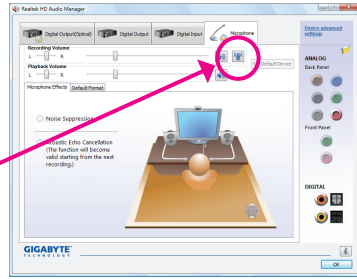 Realtek HD Audio Manager
Digital Output(Optical)
Digital Output
Digital Input
Microphone
Device advanced
settings
Recording Volume
L R
Default Device
Playback Volume
L R
Microphone Effects
Default Format
Noise Suppression
Acoustic Echo Cancellation
(The function will become
valid starting from the next
recording.)
ANALOG
Back Panel
Front Panel
DIGITAL
GIGABYTE
TECHNOLOGY
OK